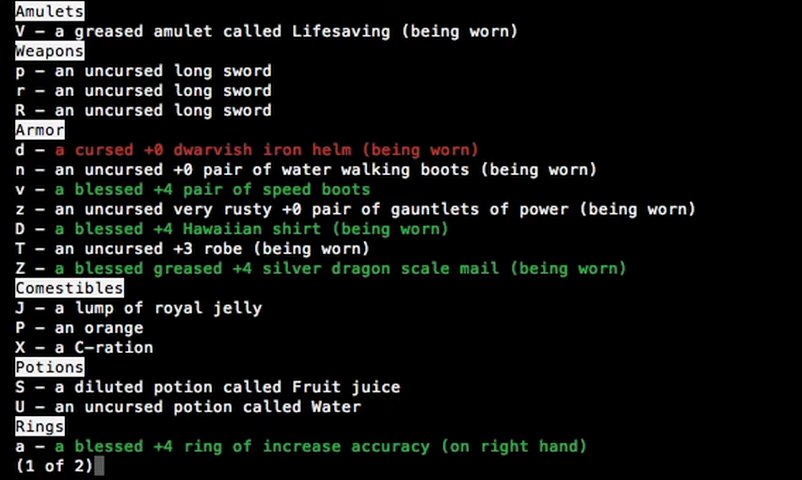 Amulets
V - a greased amulet called Lifesaving (being worn)
Weapons
p - an uncursed long sword
r - an uncursed long sword
R - an uncursed long sword
Armor
d - a cursed +0 dwarvish iron helm (being worn)
n - an uncursed +0 pair of water walking boots (being worn)
v - a blessed +4 pair of speed boots
z - an uncursed very rusty +0 pair of gauntlets of power (being worn)
D - a blessed +4 Hawaiian shirt (being worn)
T - an uncursed +3 robe (being worn)
Z - a blessed greased +4 silver dragon scale mail (being worn)
Comestibles
J - a lump of royal jelly
P - an orange
X - a C-ration
Potions
S - a diluted potion called Fruit juice
U - an uncursed potion called Water
Rings
a - a blessed +4 ring of increase accuracy (on right hand)
(1 of 2)